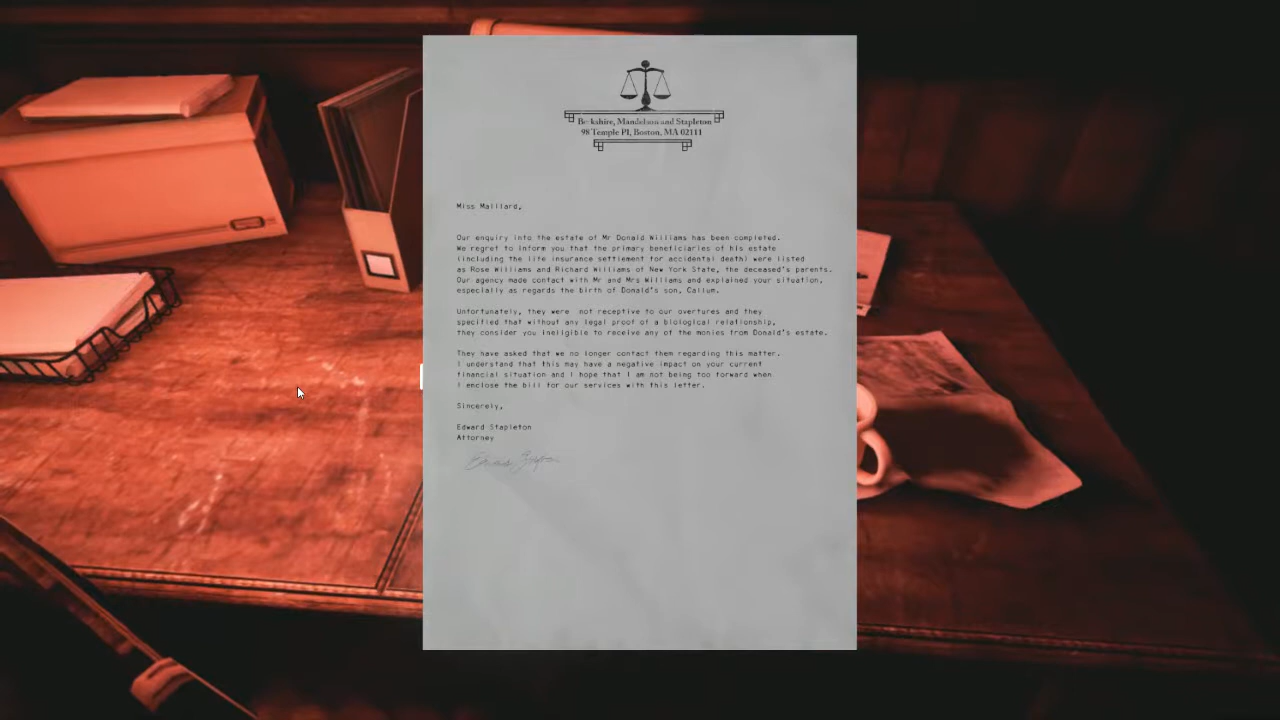 Berkshire, Mandelson and Stapleton
98 Temple Pl, Boston, MA 02111
Miss Maillard,
Our enquiry into the estate of Mr Donald Williams has been completed.
We regret to inform you that the primary beneficiaries of his estate
(including the life insurance settlement for accidental death) were listed
as Rose Williams and Richard Williams of New York State, the deceased's parents.
Our agency made contact with Mr and Mrs Williams and explained your situation,
especially as regards the birth of Donald's son, Callum.
Unfortunately, they were not receptive to our overtures and they
specified that without any legal proof of a biological relationship,
they consider you ineligible to receive any of the monies from Donald's estate.
They have asked that we no longer contact them regarding this matter.
I understand that this may have a negative impact on your current
financial situation and I hope that I am not being too forward when
I enclose the bill for our services with this letter.
Sincerely,
Edward Stapleton
Attorney